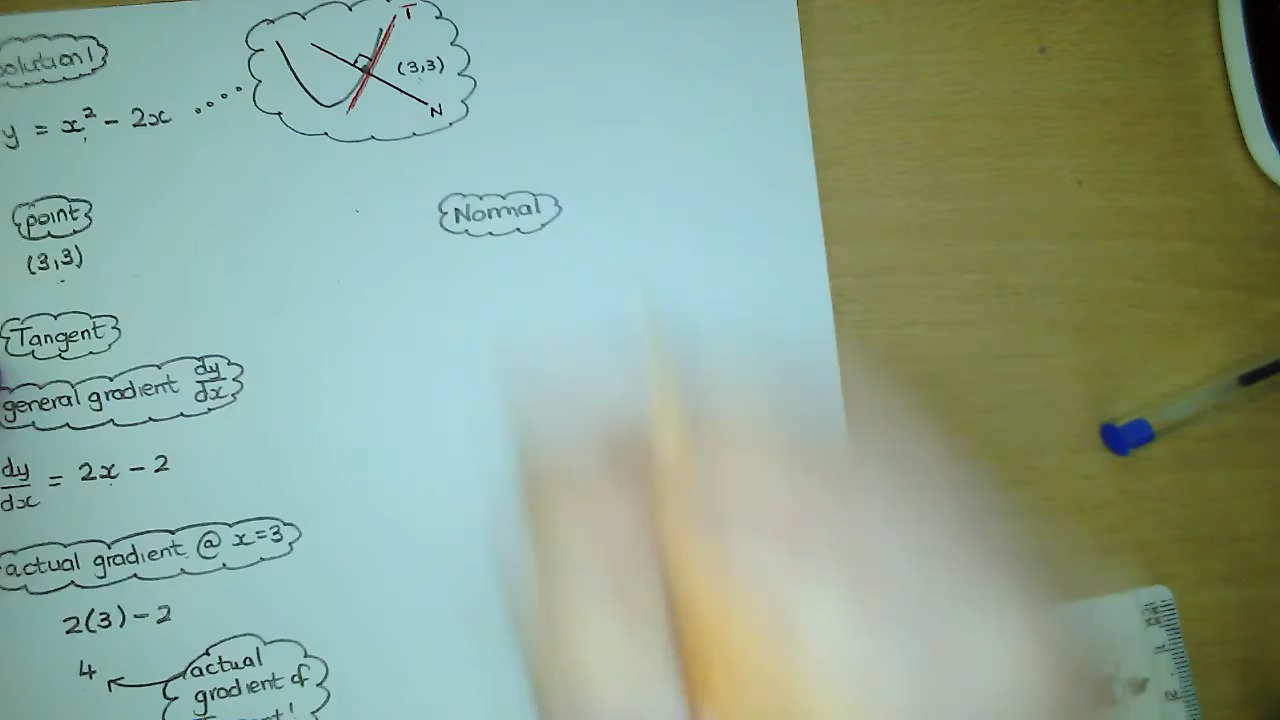 solution!
y = x² - 2x ....
T
(3,3)
N
point
(3,3)
Normal
Tangent
general gradient dy/dx
dy/dx = 2x - 2
actual gradient @ x=3
2(3) - 2
4
actual
gradient of